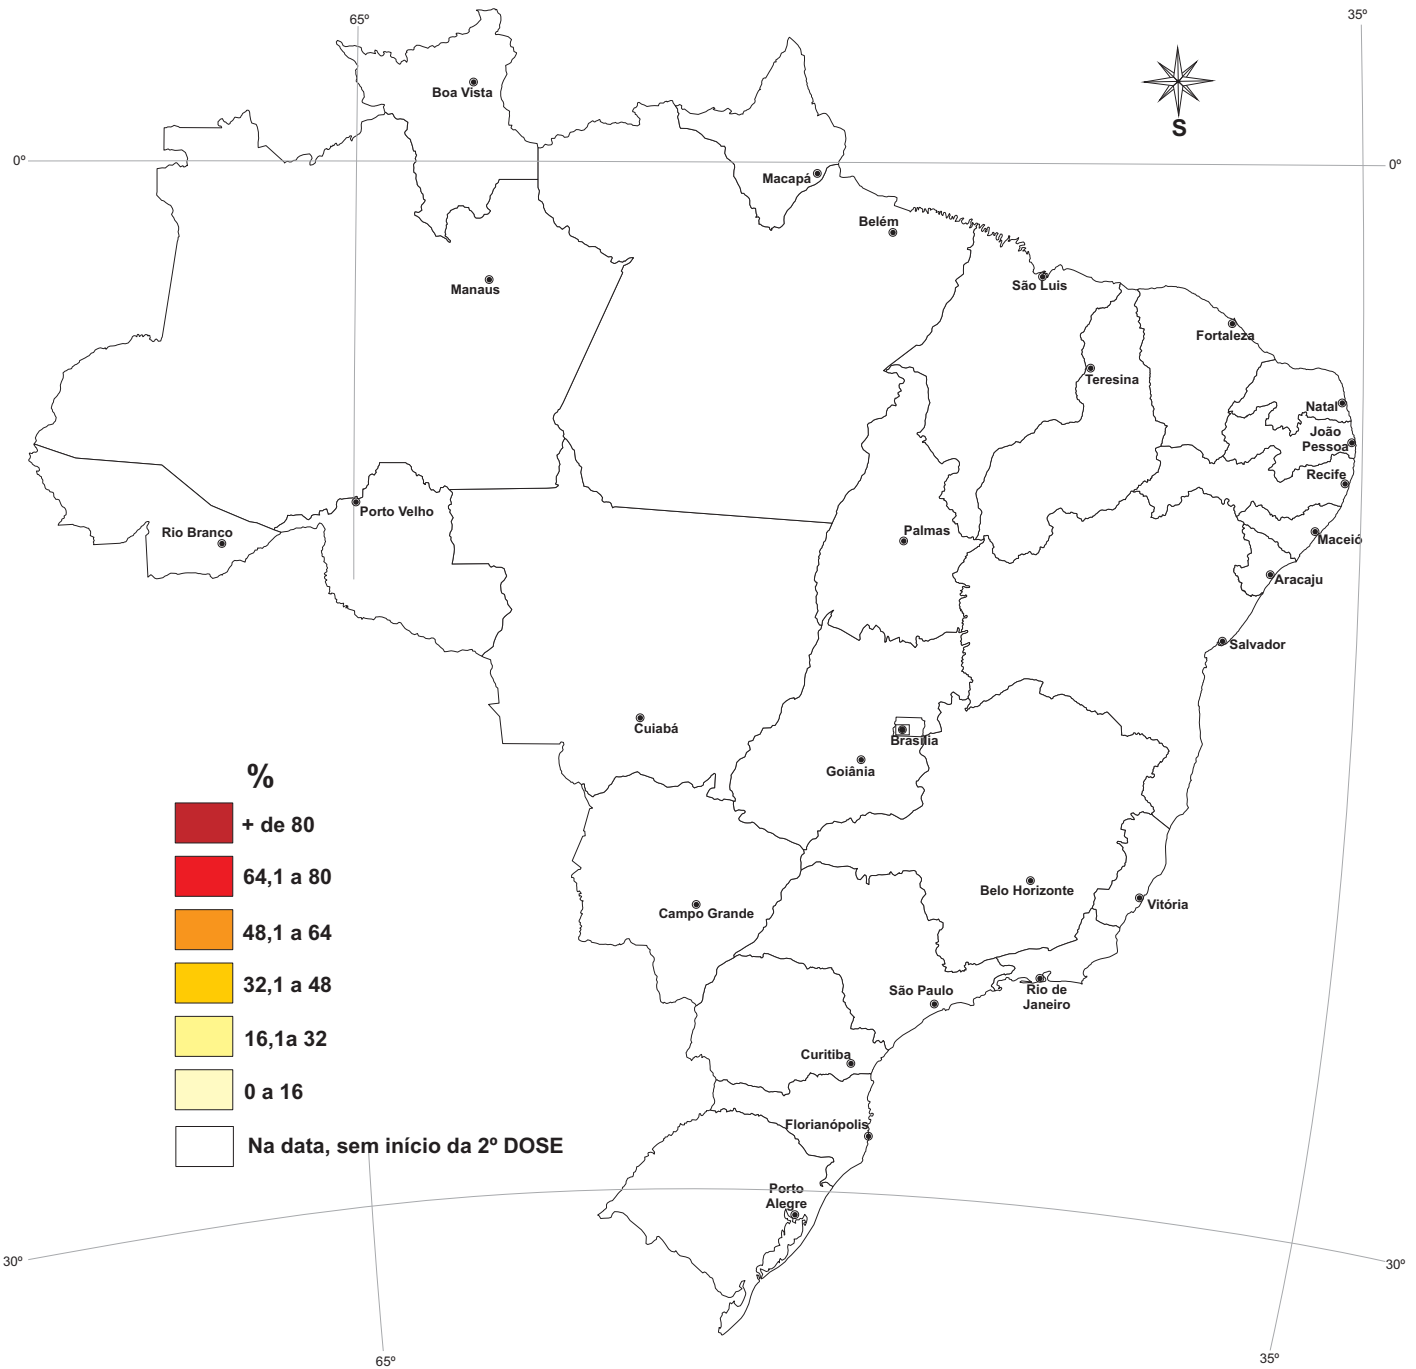 65º
35º
Boa Vista
S
0º
0º
Macapá
Belém
Manaus
São Luis
Fortaleza
Teresina
Natal
João
Pessoa
Recife
Porto Velho
Rio Branco
Palmas
Maceió
Aracaju
Salvador
Cuiabá
Brasília
Goiânia
%
+ de 80
64,1 a 80
48,1 a 64
32,1 a 48
16,1a 32
0 a 16
Na data, sem início da 2º DOSE
Belo Horizonte
Campo Grande
Vitória
São Paulo
Rio de
Janeiro
Curitiba
Florianópolis
Porto
Alegre
30º
30º
65º
35º